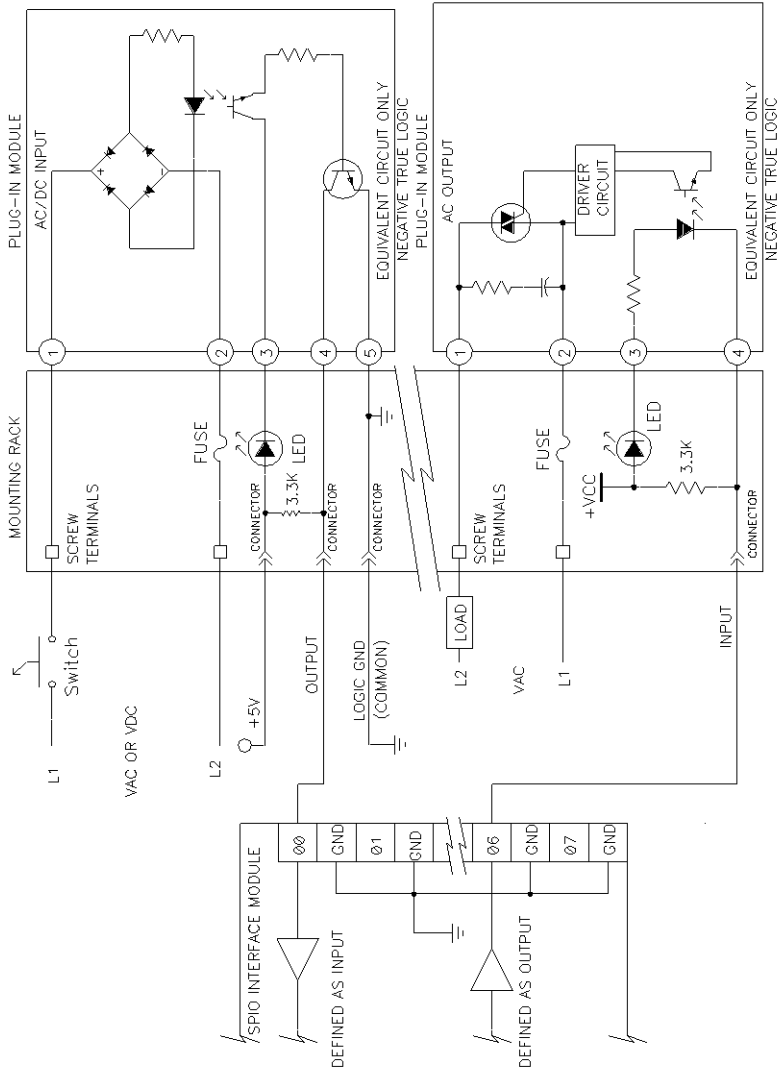 SPIO INTERFACE MODULE
DEFINED AS INPUT
DEFINED AS OUTPUT
00
GND
01
GND
06
GND
07
GND
L1
Switch
VAC OR VDC
L2
+5V
OUTPUT
LOGIC GND
(COMMON)
L2
LOAD
VAC
L1
INPUT
MOUNTING RACK
SCREW
TERMINALS
FUSE
CONNECTOR
LED
3.3K
CONNECTOR
CONNECTOR
SCREW
TERMINALS
FUSE
+VCC
LED
3.3K
CONNECTOR
1
2
3
4
5
1
2
3
4
PLUG-IN MODULE
AC/DC INPUT
+
-
EQUIVALENT CIRCUIT ONLY
NEGATIVE TRUE LOGIC
PLUG-IN MODULE
AC OUTPUT
DRIVER
CIRCUIT
EQUIVALENT CIRCUIT ONLY
NEGATIVE TRUE LOGIC